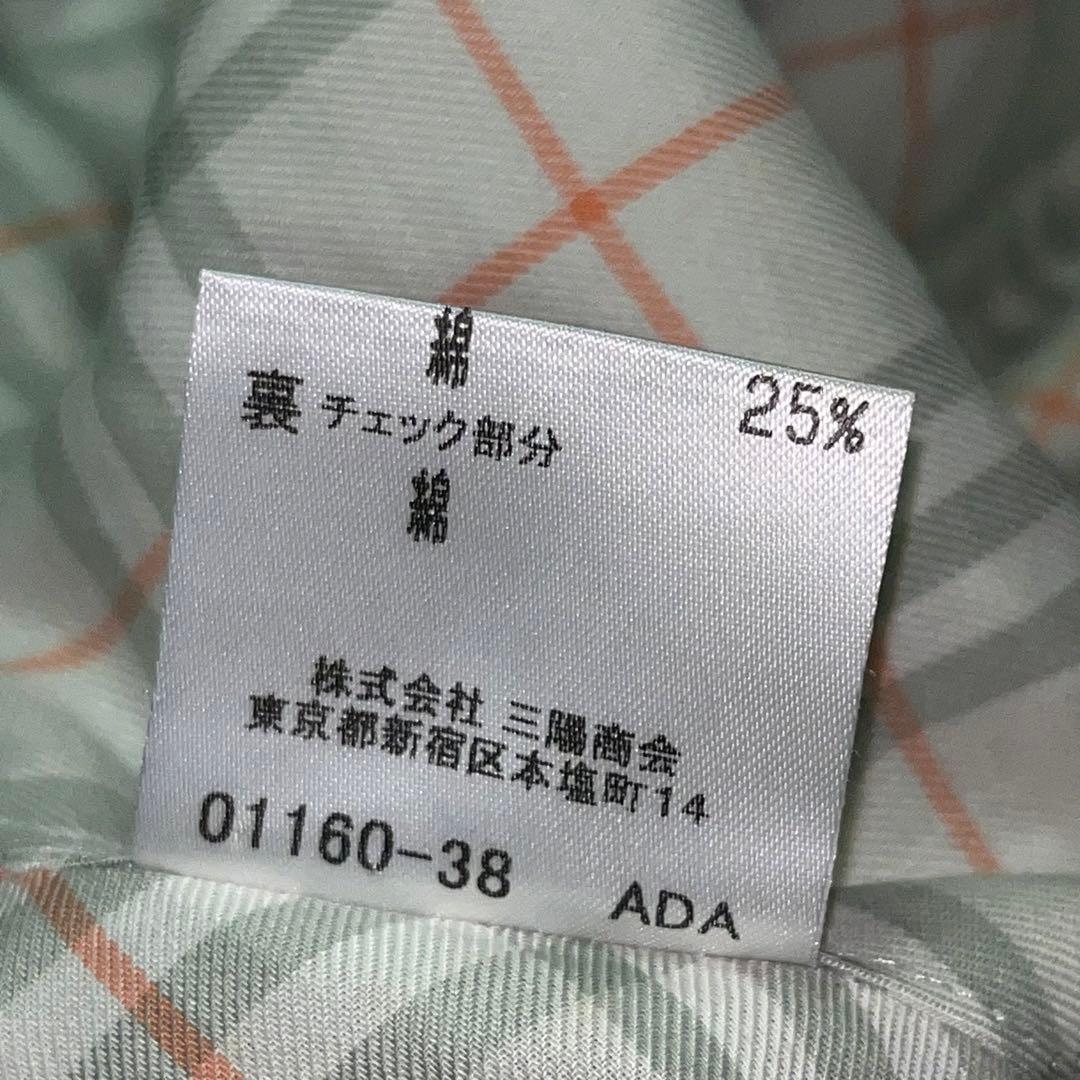 綿 25%
裏 チェック部分
綿
株式会社 三陽商会
東京都新宿区本塩町14
01160-38 ADA